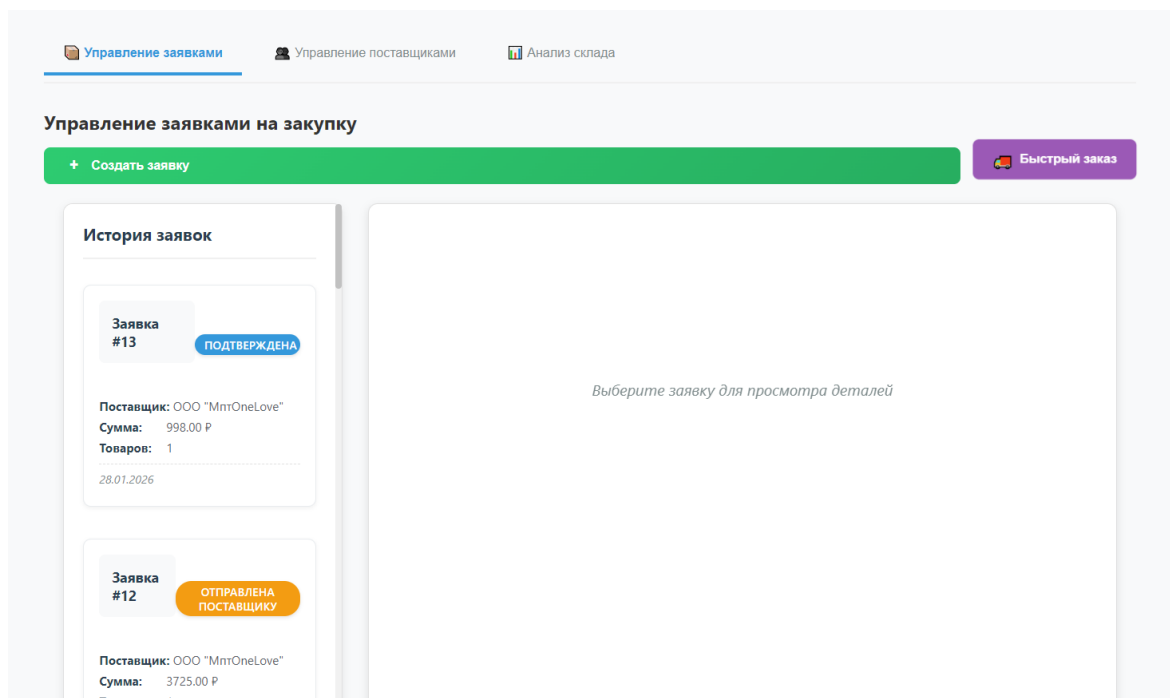 Управление заявками
Управление поставщиками
Анализ склада
Управление заявками на закупку
+ Создать заявку
Быстрый заказ
История заявок
Заявка
#13
ПОДТВЕРЖДЕНА
Поставщик: ООО "МптOneLove"
Сумма: 998.00 ₽
Товаров: 1
28.01.2026
Выберите заявку для просмотра деталей
Заявка
#12
ОТПРАВЛЕНА
ПОСТАВЩИКУ
Поставщик: ООО "МптOneLove"
Сумма: 3725.00 ₽